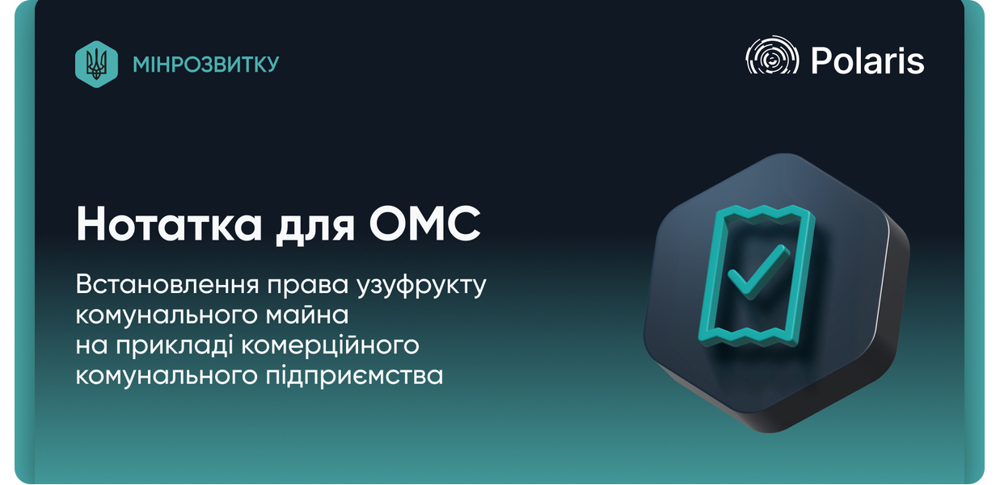 МІНРОЗВИТКУ
Polaris
Нотатка для ОМС
Встановлення права узуфрукту
комунального майна
на прикладі комерційного
комунального підприємства